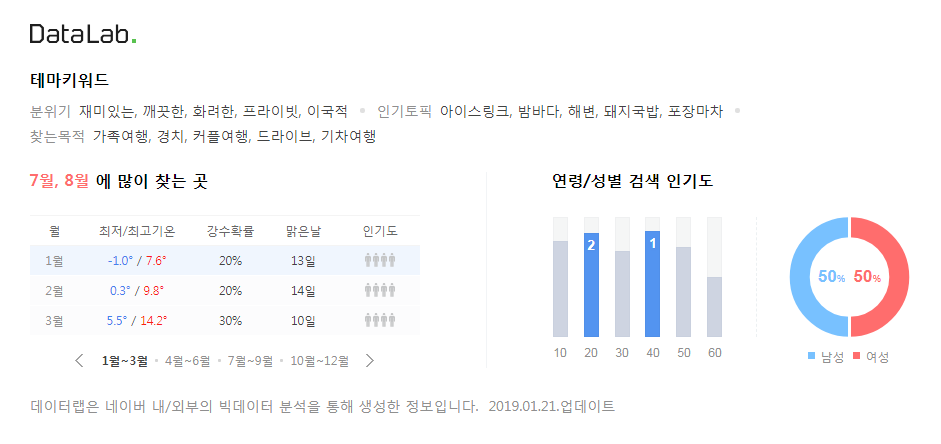 DataLab.
테마키워드
분위기 재미있는, 깨끗한, 화려한, 프라이빗, 이국적 • 인기토픽 아이스링크, 밤바다, 해변, 돼지국밥, 포장마차 •
찾는목적 가족여행, 경치, 커플여행, 드라이브, 기차여행
7월, 8월 에 많이 찾는 곳
월 최저/최고기온 강수확률 맑은날 인기도
1월 -1.0° / 7.6° 20% 13일
2월 0.3° / 9.8° 20% 14일
3월 5.5° / 14.2° 30% 10일
1월~3월 • 4월~6월 • 7월~9월 • 10월~12월
연령/성별 검색 인기도
2 1
10 20 30 40 50 60
50% 50%
남성 여성
데이터랩은 네이버 내/외부의 빅데이터 분석을 통해 생성한 정보입니다. 2019.01.21.업데이트